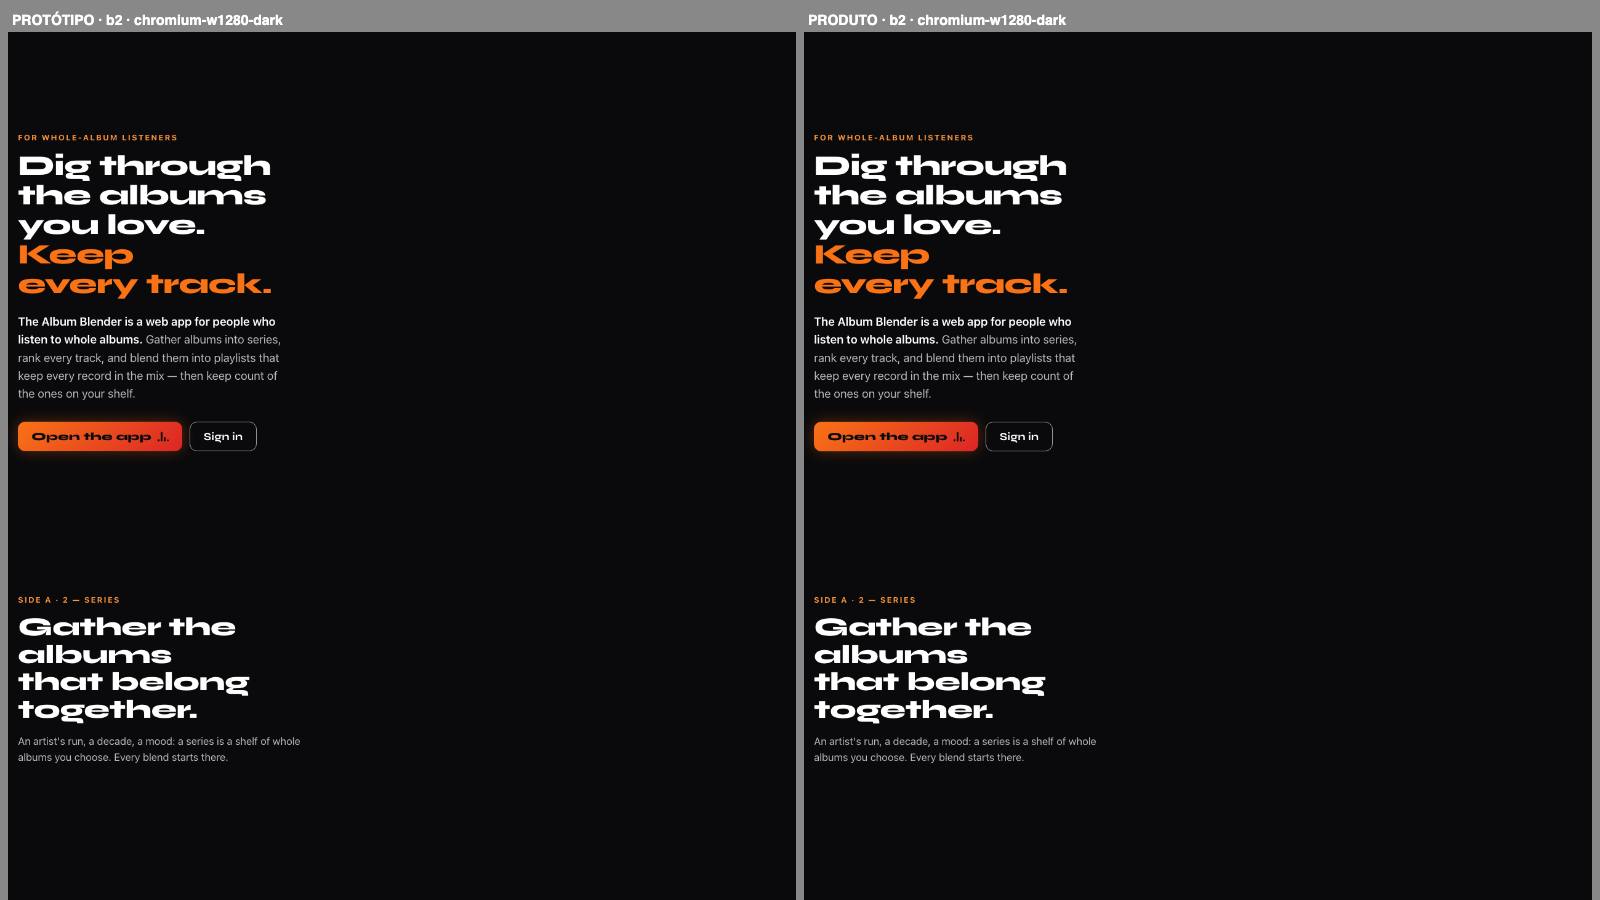 PROTÓTIPO · b2 · chromium-w1280-dark
FOR WHOLE-ALBUM LISTENERS
Dig through
the albums
you love.
Keep
every track.
The Album Blender is a web app for people who
listen to whole albums. Gather albums into series,
rank every track, and blend them into playlists that
keep every record in the mix — then keep count of
the ones on your shelf.
Open the app
Sign in
SIDE A · 2 — SERIES
Gather the
albums
that belong
together.
An artist's run, a decade, a mood: a series is a shelf of whole
albums you choose. Every blend starts there.
PRODUTO · b2 · chromium-w1280-dark
FOR WHOLE-ALBUM LISTENERS
Dig through
the albums
you love.
Keep
every track.
The Album Blender is a web app for people who
listen to whole albums. Gather albums into series,
rank every track, and blend them into playlists that
keep every record in the mix — then keep count of
the ones on your shelf.
Open the app
Sign in
SIDE A · 2 — SERIES
Gather the
albums
that belong
together.
An artist's run, a decade, a mood: a series is a shelf of whole
albums you choose. Every blend starts there.